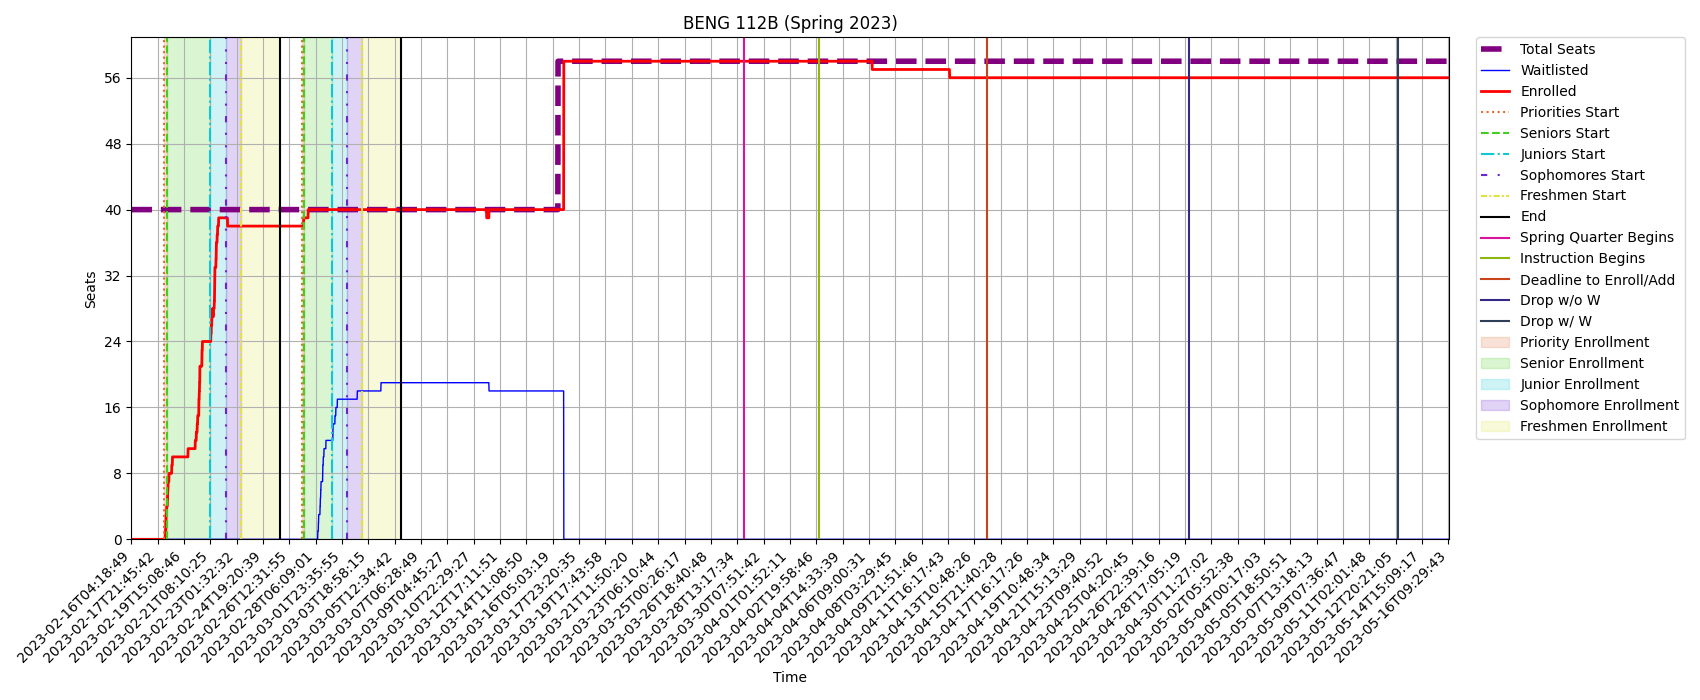 BENG 112B (Spring 2023)
Seats
56
48
40
32
24
16
8
0
2023-02-16T04:18:49
2023-02-17T21:45:42
2023-02-19T15:08:46
2023-02-21T08:10:25
2023-02-23T01:32:32
2023-02-24T19:20:39
2023-02-26T12:31:55
2023-02-28T06:09:01
2023-03-01T23:35:55
2023-03-03T18:58:15
2023-03-05T12:34:42
2023-03-07T06:28:49
2023-03-09T04:45:27
2023-03-10T22:29:27
2023-03-12T17:11:51
2023-03-14T11:08:50
2023-03-16T05:03:19
2023-03-17T23:20:35
2023-03-19T17:43:58
2023-03-21T11:50:20
2023-03-23T06:10:44
2023-03-25T00:26:17
2023-03-26T18:40:48
2023-03-28T13:17:34
2023-03-30T07:51:42
2023-04-01T01:52:11
2023-04-02T19:58:46
2023-04-04T14:33:39
2023-04-06T09:00:31
2023-04-08T03:29:45
2023-04-09T21:51:46
2023-04-11T16:17:43
2023-04-13T10:48:26
2023-04-15T21:40:28
2023-04-17T16:17:26
2023-04-19T10:48:34
2023-04-21T15:13:29
2023-04-23T09:40:52
2023-04-25T04:20:45
2023-04-26T22:39:16
2023-04-28T17:05:19
2023-04-30T11:27:02
2023-05-02T05:52:38
2023-05-04T00:17:03
2023-05-05T18:50:51
2023-05-07T13:18:13
2023-05-09T07:36:47
2023-05-11T02:01:48
2023-05-12T20:21:05
2023-05-14T15:09:17
2023-05-16T09:29:43
Time
Total Seats
Waitlisted
Enrolled
Priorities Start
Seniors Start
Juniors Start
Sophomores Start
Freshmen Start
End
Spring Quarter Begins
Instruction Begins
Deadline to Enroll/Add
Drop w/o W
Drop w/ W
Priority Enrollment
Senior Enrollment
Junior Enrollment
Sophomore Enrollment
Freshmen Enrollment